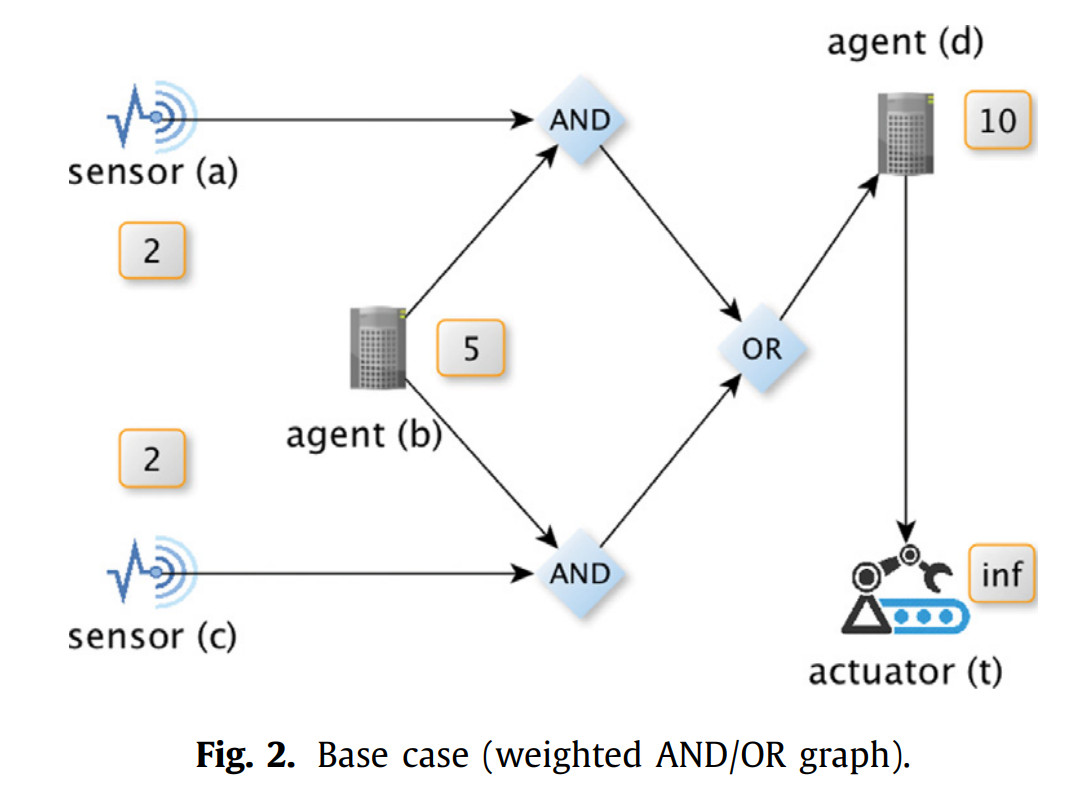 agent (d)
10
AND
sensor (a)
2
5
OR
agent (b)
2
AND
inf
sensor (c)
actuator (t)
Fig. 2. Base case (weighted AND/OR graph).